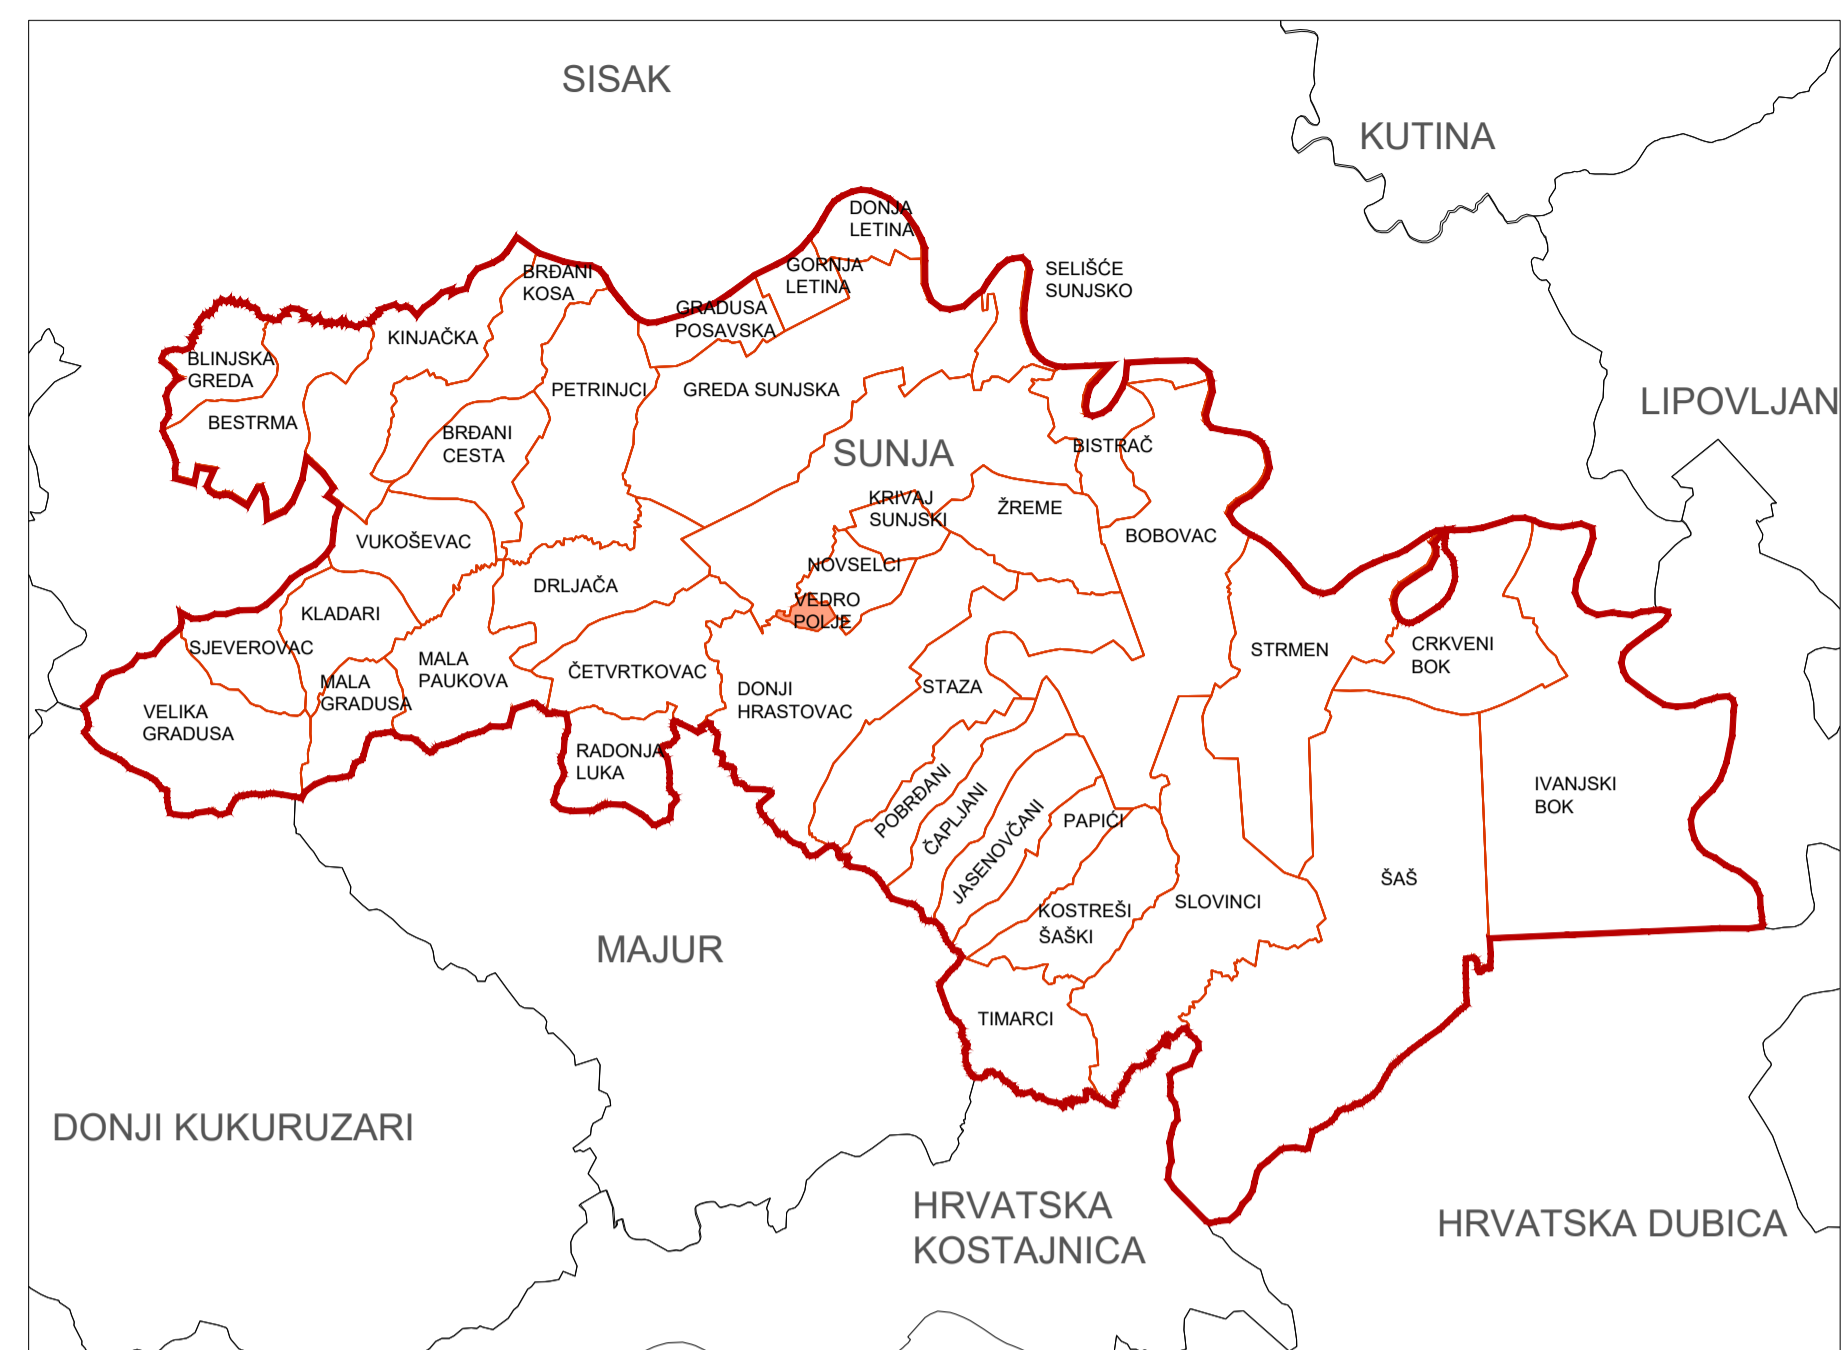 SISAK
KUTINA
DONJA
LETINA
SELIŠĆE
SUNJSKO
GORNJA
LETINA
BRĐANI
KOSA
GRADUSA
POSAVSKA
KINJAČKA
BLINJSKA
GREDA
PETRINJCI
GREDA SUNJSKA
LIPOVLJAN
BESTRMA
BRĐANI
CESTA
SUNJA
BISTRAČ
KRIVAJ
SUNJSKI
ŽREME
BOBOVAC
VUKOŠEVAC
NOVSELCI
DRLJAČA
VEDRO
POLJE
KLADARI
SJEVEROVAC
STRMEN
CRKVENI
BOK
MALA
PAUKOVA
ČETVRTKOVAC
MALA
GRADUSA
STAZA
DONJI
HRASTOVAC
VELIKA
GRADUSA
RADONJA
LUKA
IVANJSKI
BOK
POBRĐANI
ČAPLJANI
JASENOVČANI
PAPIĆI
ŠAŠ
SLOVINCI
KOSTREŠI
ŠAŠKI
MAJUR
TIMARCI
DONJI KUKURUZARI
HRVATSKA
KOSTAJNICA
HRVATSKA DUBICA